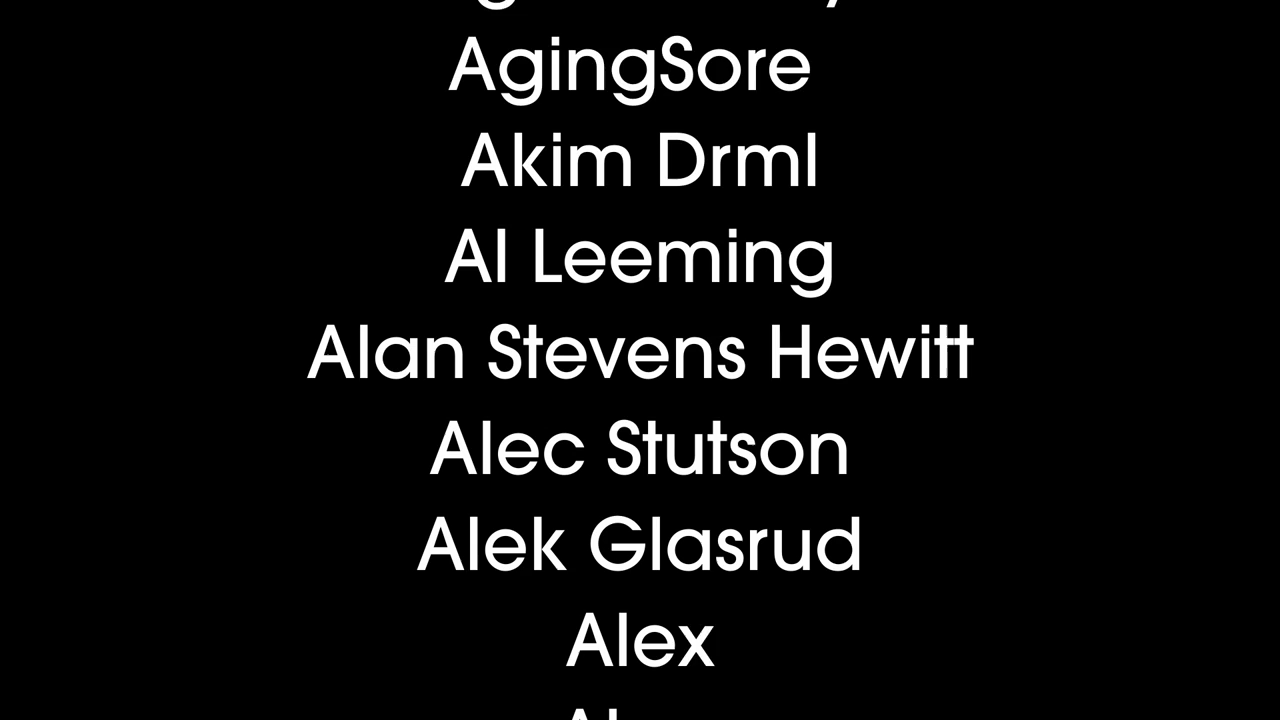 AgingSore
Akim Drml
Al Leeming
Alan Stevens Hewitt
Alec Stutson
Alek Glasrud
Alex